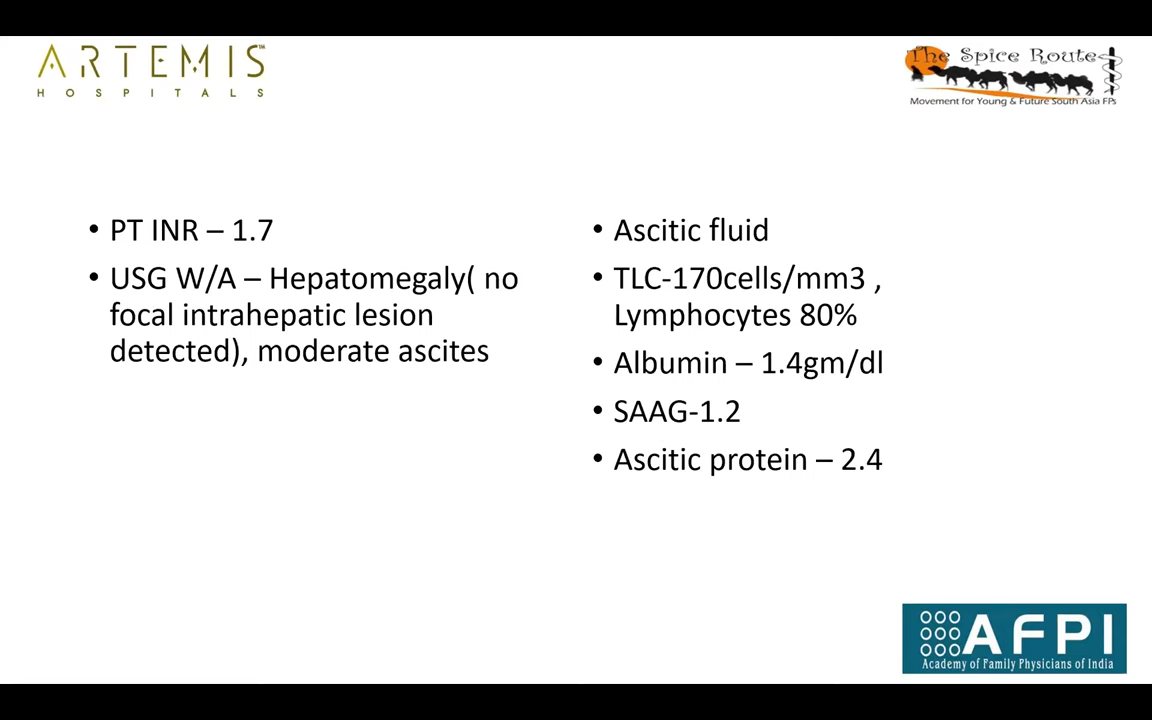 ARTEMIS™
HOSPITALS
The Spice Route
Movement for Young & Future South Asia FPs
• PT INR – 1.7
• USG W/A – Hepatomegaly( no
focal intrahepatic lesion
detected), moderate ascites
• Ascitic fluid
• TLC-170cells/mm3 ,
Lymphocytes 80%
• Albumin – 1.4gm/dl
• SAAG-1.2
• Ascitic protein – 2.4
AFPI
Academy of Family Physicians of India